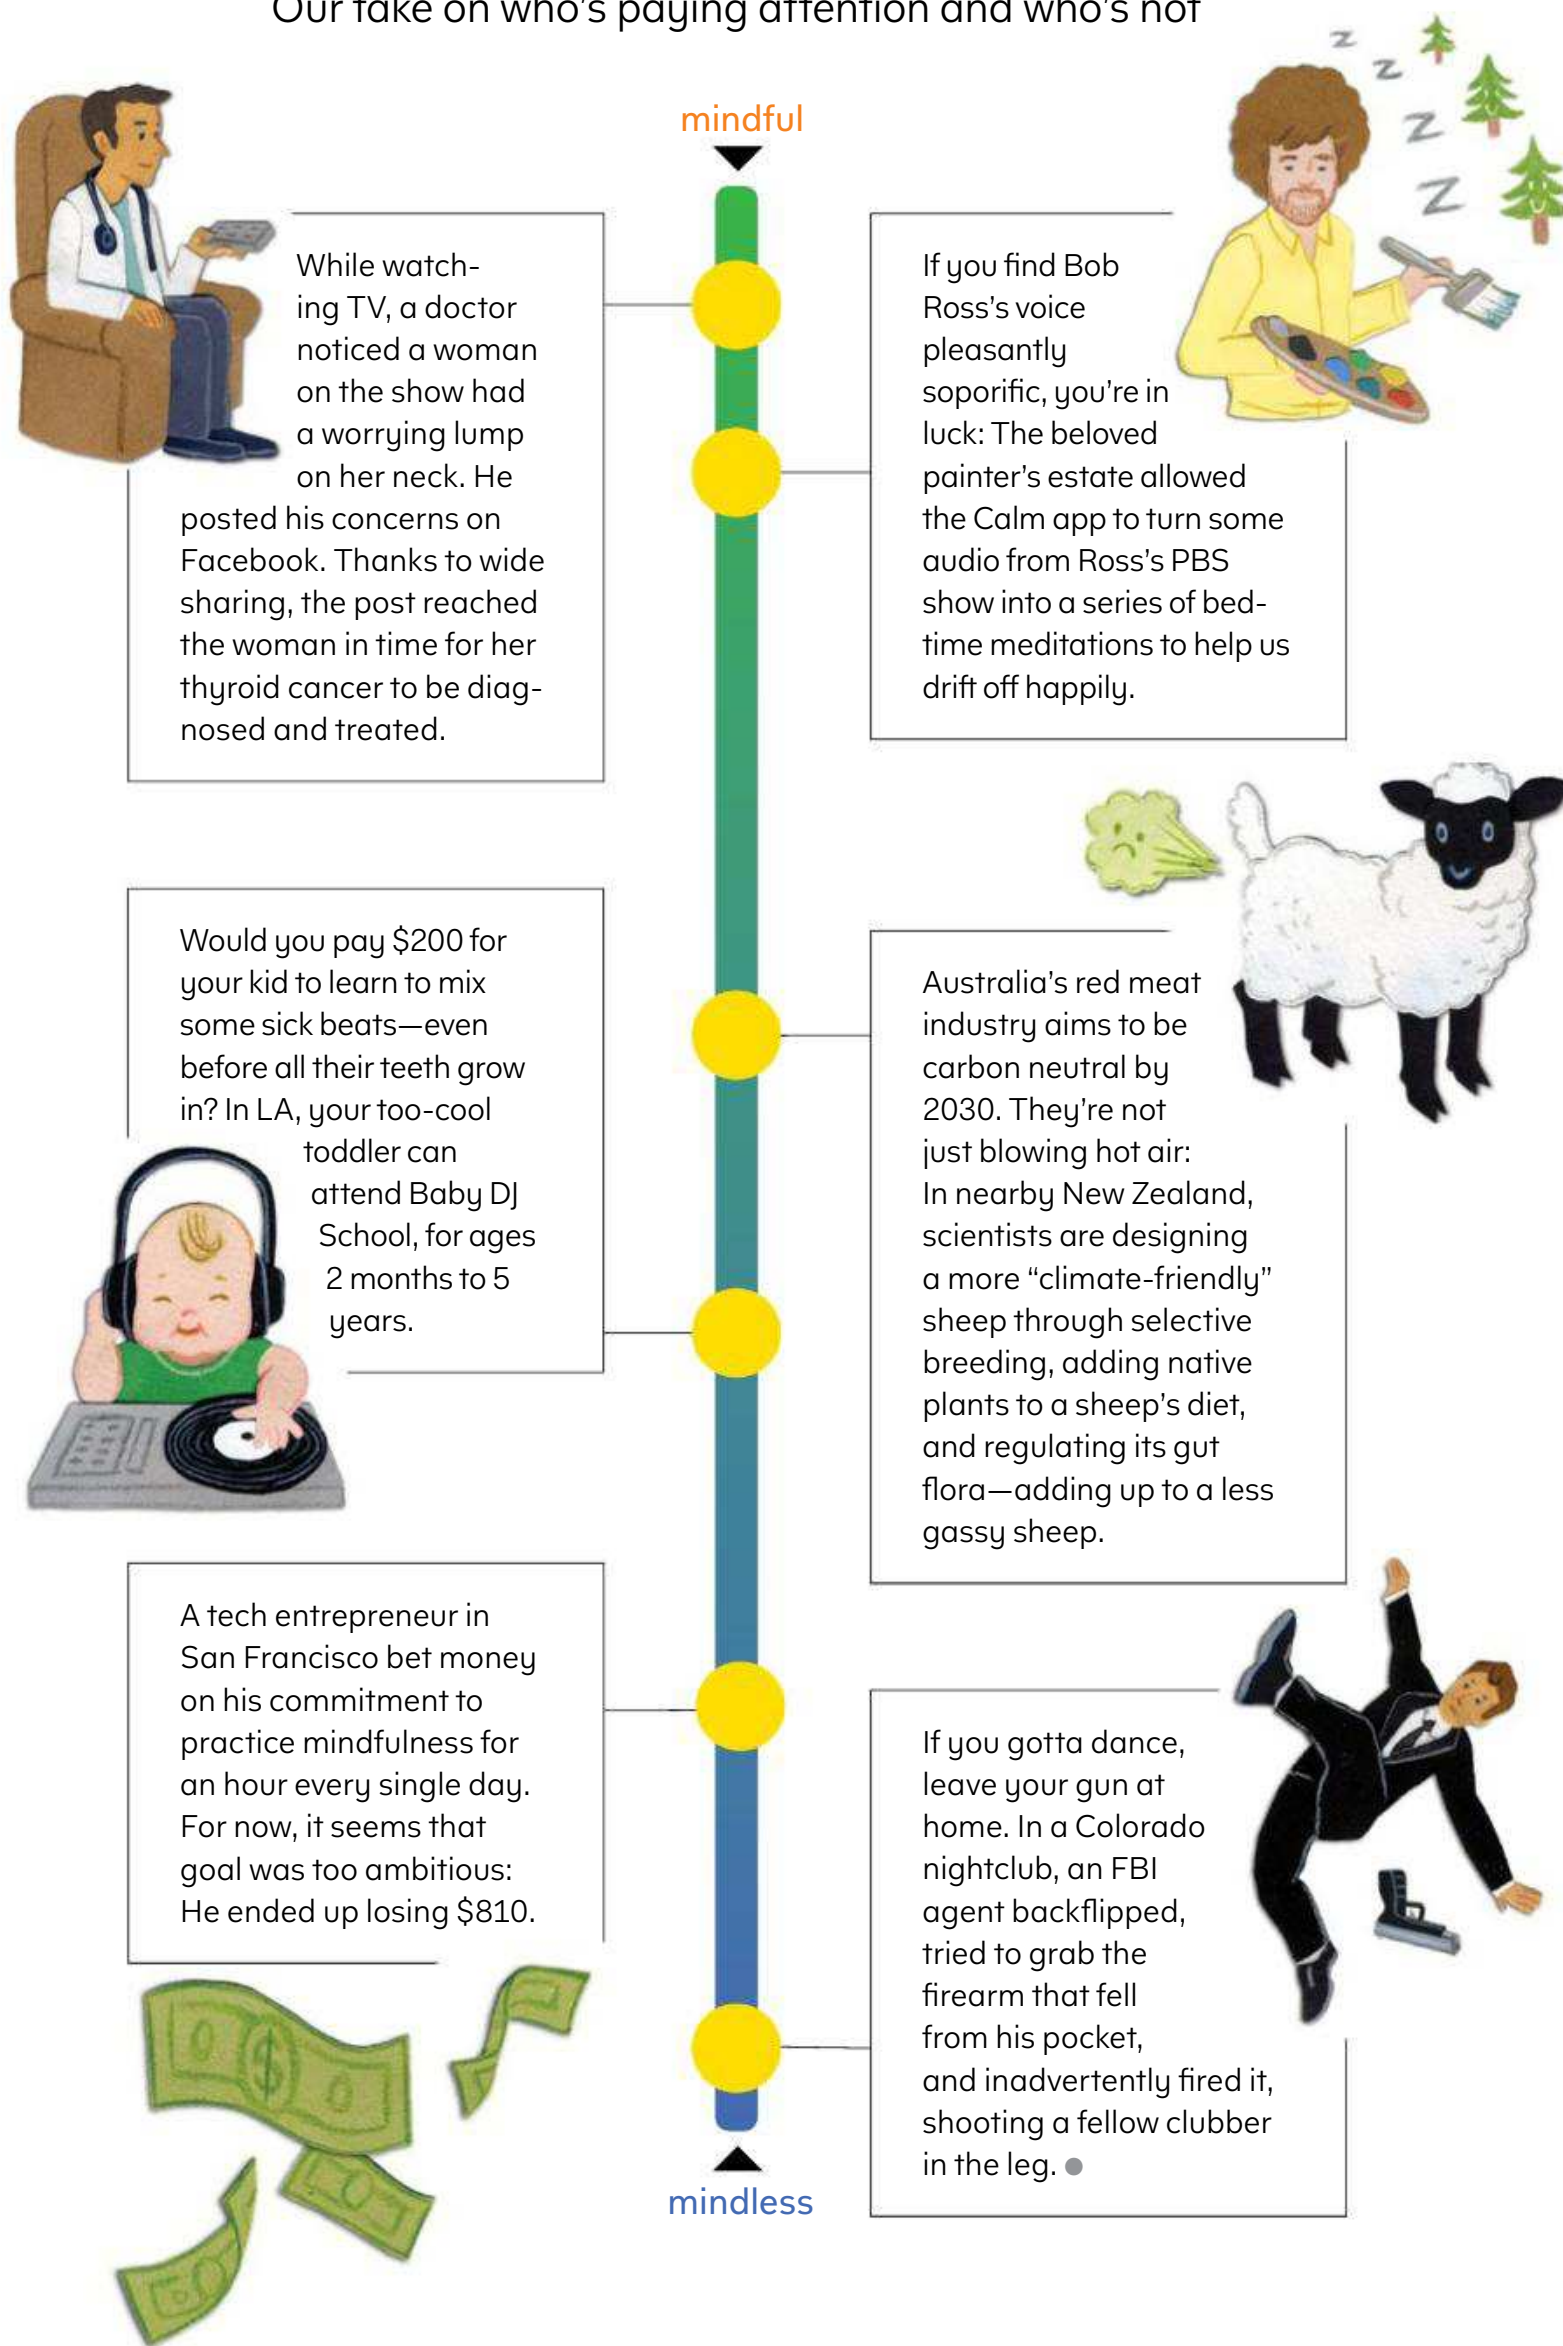 Our take on who's paying attention and who's not
mindful
While watch-
ing TV, a doctor
noticed a woman
on the show had
a worrying lump
on her neck. He
posted his concerns on
Facebook. Thanks to wide
sharing, the post reached
the woman in time for her
thyroid cancer to be diag-
nosed and treated.
If you find Bob
Ross's voice
pleasantly
soporific, you're in
luck: The beloved
painter's estate allowed
the Calm app to turn some
audio from Ross's PBS
show into a series of bed-
time meditations to help us
drift off happily.
z
z
z
z
Would you pay $200 for
your kid to learn to mix
some sick beats—even
before all their teeth grow
in? In LA, your too-cool
toddler can
attend Baby DJ
School, for ages
2 months to 5
years.
Australia's red meat
industry aims to be
carbon neutral by
2030. They're not
just blowing hot air:
In nearby New Zealand,
scientists are designing
a more “climate-friendly”
sheep through selective
breeding, adding native
plants to a sheep's diet,
and regulating its gut
flora—adding up to a less
gassy sheep.
A tech entrepreneur in
San Francisco bet money
on his commitment to
practice mindfulness for
an hour every single day.
For now, it seems that
goal was too ambitious:
He ended up losing $810.
If you gotta dance,
leave your gun at
home. In a Colorado
nightclub, an FBI
agent backflipped,
tried to grab the
firearm that fell
from his pocket,
and inadvertently fired it,
shooting a fellow clubber
in the leg.
mindless